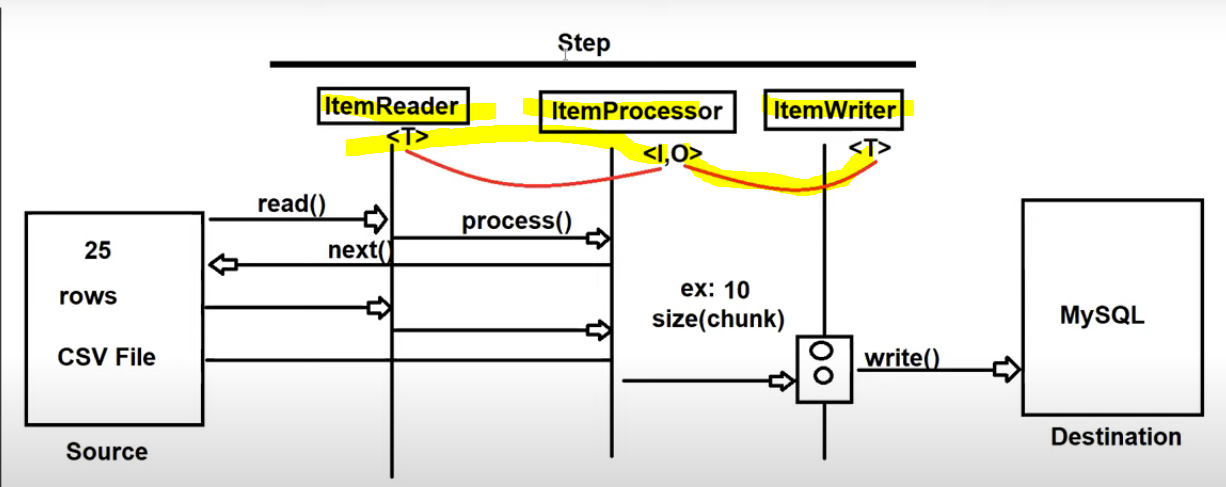 Step
ItemReader
ItemProcessor
ItemWriter
<T>
<I,O>
<T>
read()
process()
next()
25
rows
CSV File
Source
ex: 10
size(chunk)
write()
MySQL
Destination